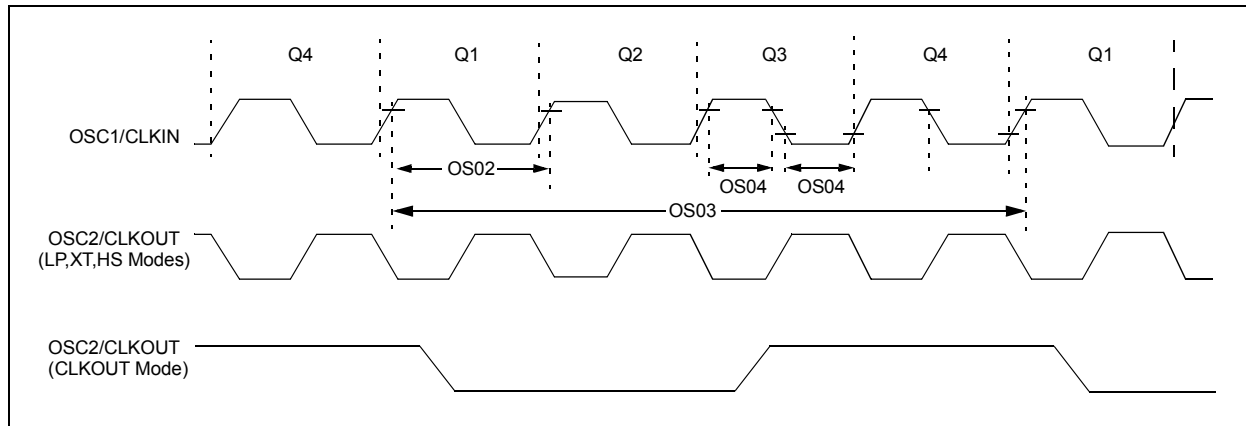 Q4 Q1 Q2 Q3 Q4 Q1
OSC1/CLKIN
OS02
OS04 OS04
OS03
OSC2/CLKOUT
(LP,XT,HS Modes)
OSC2/CLKOUT
(CLKOUT Mode)